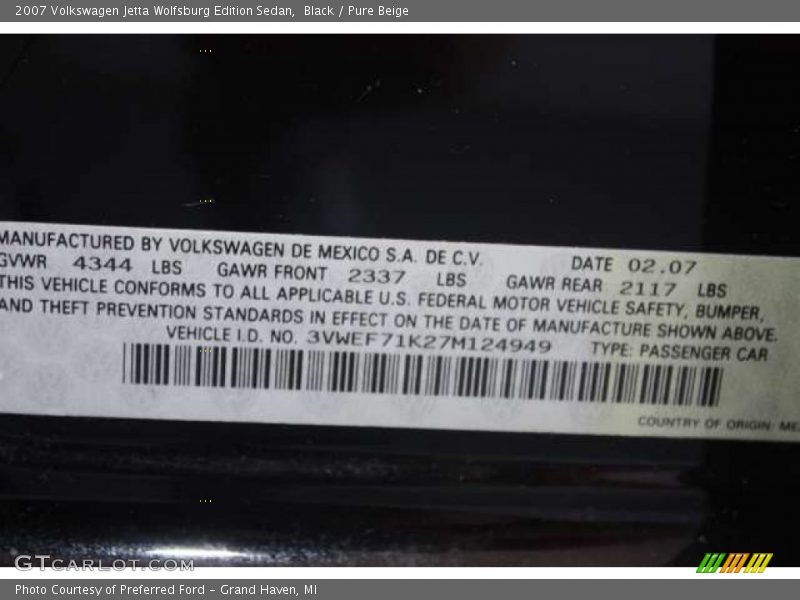 2007 Volkswagen Jetta Wolfsburg Edition Sedan,  Black / Pure Beige
MANUFACTURED BY VOLKSWAGEN DE MEXICO S.A. DE C.V. DATE 02.07
GVWR 4344 LBS GAWR FRONT 2337 LBS GAWR REAR 2117 LBS
THIS VEHICLE CONFORMS TO ALL APPLICABLE U.S. FEDERAL MOTOR VEHICLE SAFETY, BUMPER,
AND THEFT PREVENTION STANDARDS IN EFFECT ON THE DATE OF MANUFACTURE SHOWN ABOVE.
VEHICLE I.D. NO. 3VWEF71K27M124949 TYPE: PASSENGER CAR
COUNTRY OF ORIGIN: ME
GTCARLOT.COM
Photo Courtesy of Preferred Ford - Grand Haven, MI